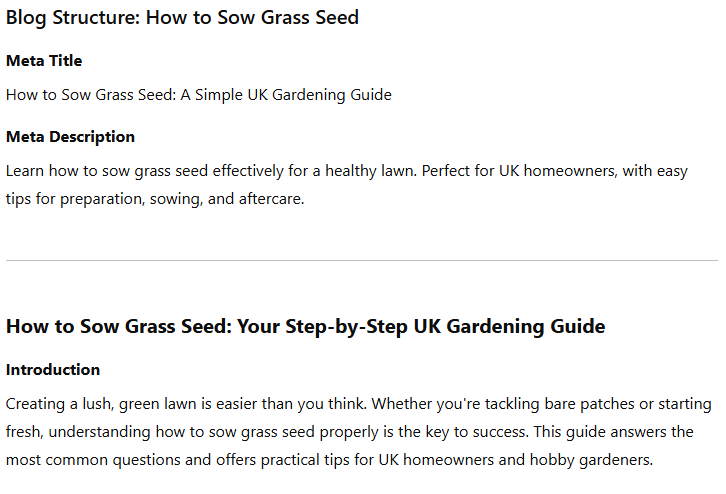 Blog Structure: How to Sow Grass Seed
Meta Title
How to Sow Grass Seed: A Simple UK Gardening Guide
Meta Description
Learn how to sow grass seed effectively for a healthy lawn. Perfect for UK homeowners, with easy
tips for preparation, sowing, and aftercare.
How to Sow Grass Seed: Your Step-by-Step UK Gardening Guide
Introduction
Creating a lush, green lawn is easier than you think. Whether you're tackling bare patches or starting
fresh, understanding how to sow grass seed properly is the key to success. This guide answers the
most common questions and offers practical tips for UK homeowners and hobby gardeners.